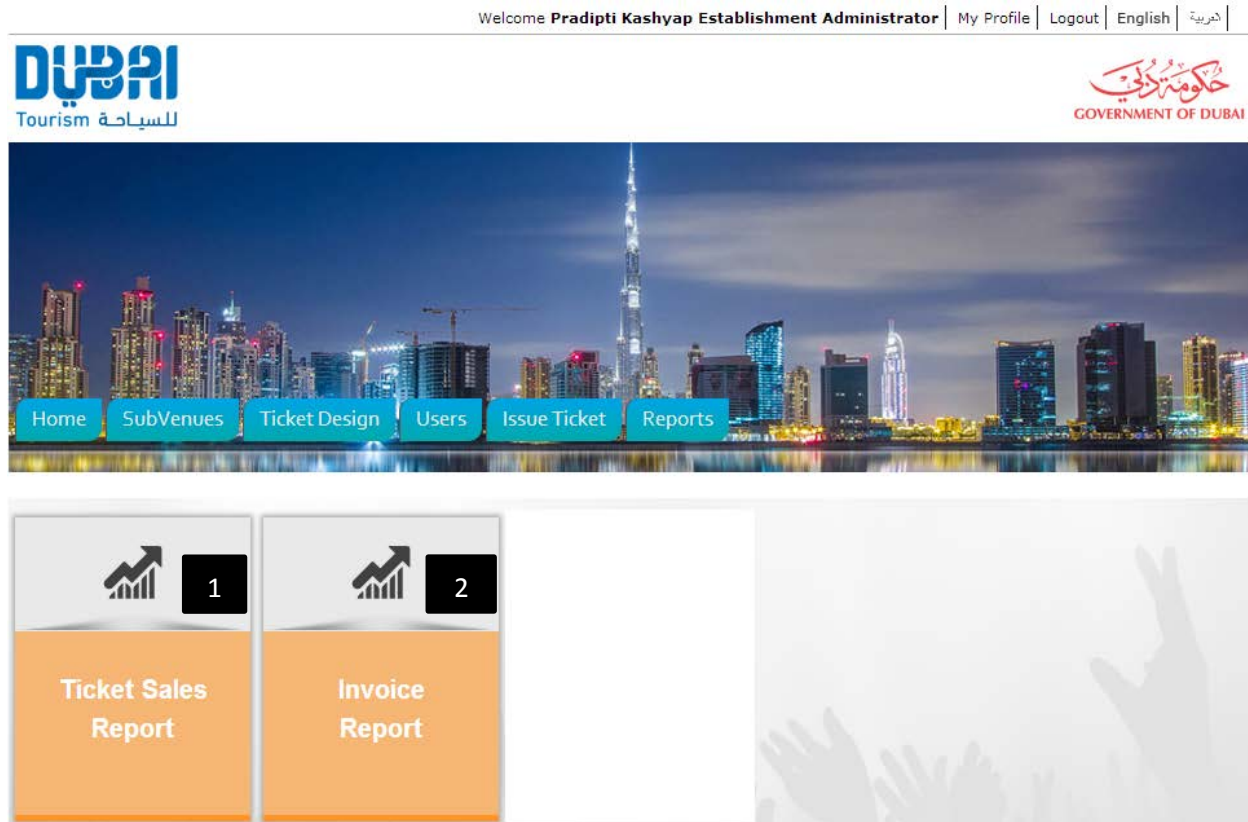 Welcome Pradipti Kashyap Establishment Administrator | My Profile | Logout | English | العربية
DUBAI
Tourism للسياحة
حكومة دبي
GOVERNMENT OF DUBAI
Home SubVenues Ticket Design Users Issue Ticket Reports
1 2
Ticket Sales Invoice
Report Report